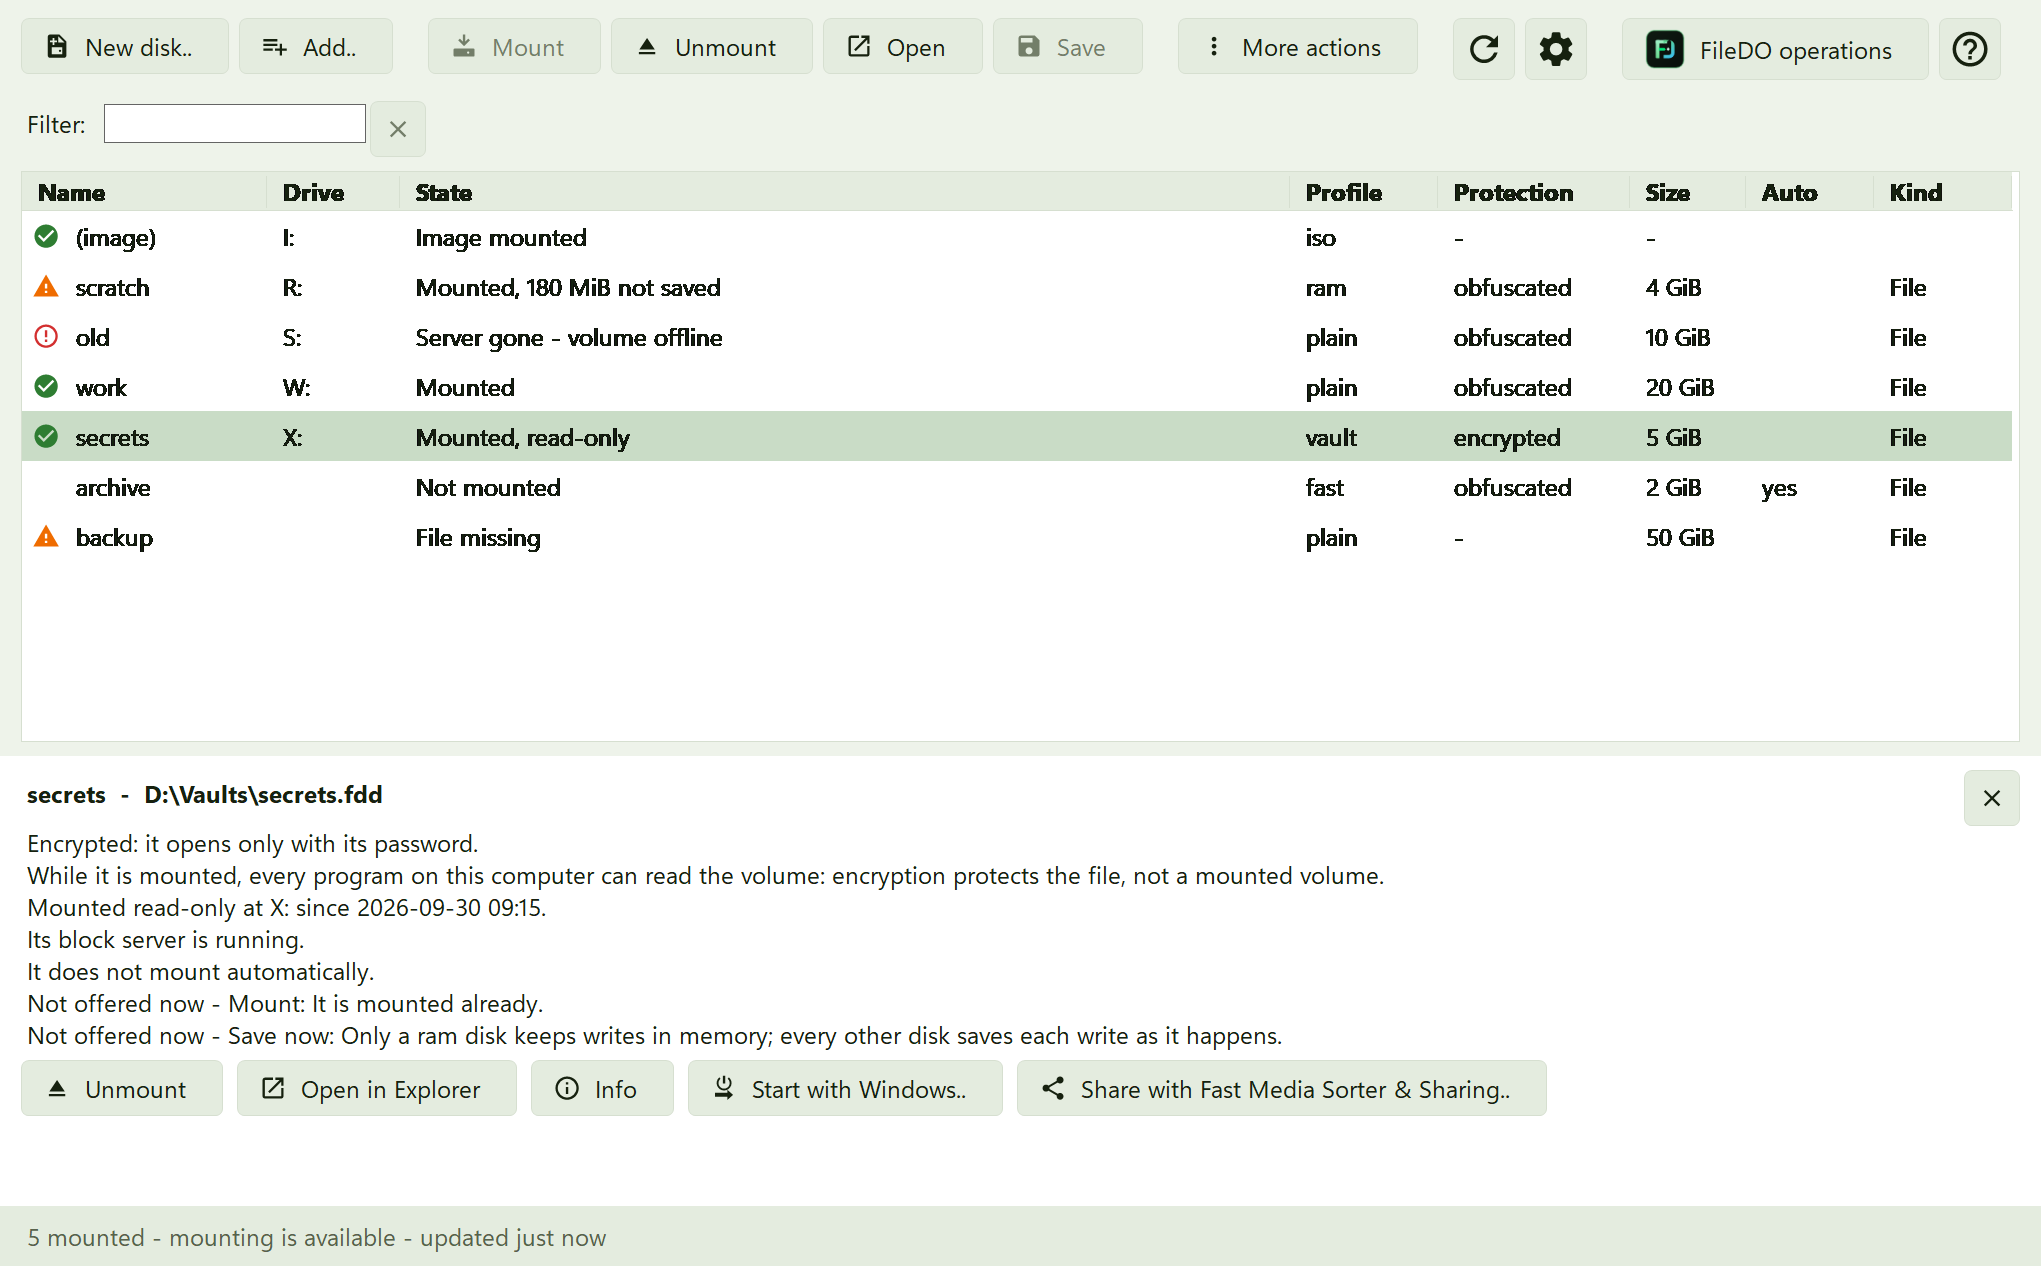 New disk.. Add.. Mount Unmount Open Save More actions FileDO operations
Filter:
Name Drive State Profile Protection Size Auto Kind
(image) I: Image mounted iso - -
scratch R: Mounted, 180 MiB not saved ram obfuscated 4 GiB File
old S: Server gone - volume offline plain obfuscated 10 GiB File
work W: Mounted plain obfuscated 20 GiB File
secrets X: Mounted, read-only vault encrypted 5 GiB File
archive Not mounted fast obfuscated 2 GiB yes File
backup File missing plain - 50 GiB File
secrets - D:\Vaults\secrets.fdd
Encrypted: it opens only with its password.
While it is mounted, every program on this computer can read the volume: encryption protects the file, not a mounted volume.
Mounted read-only at X: since 2026-09-30 09:15.
Its block server is running.
It does not mount automatically.
Not offered now - Mount: It is mounted already.
Not offered now - Save now: Only a ram disk keeps writes in memory; every other disk saves each write as it happens.
Unmount Open in Explorer Info Start with Windows.. Share with Fast Media Sorter & Sharing..
5 mounted - mounting is available - updated just now